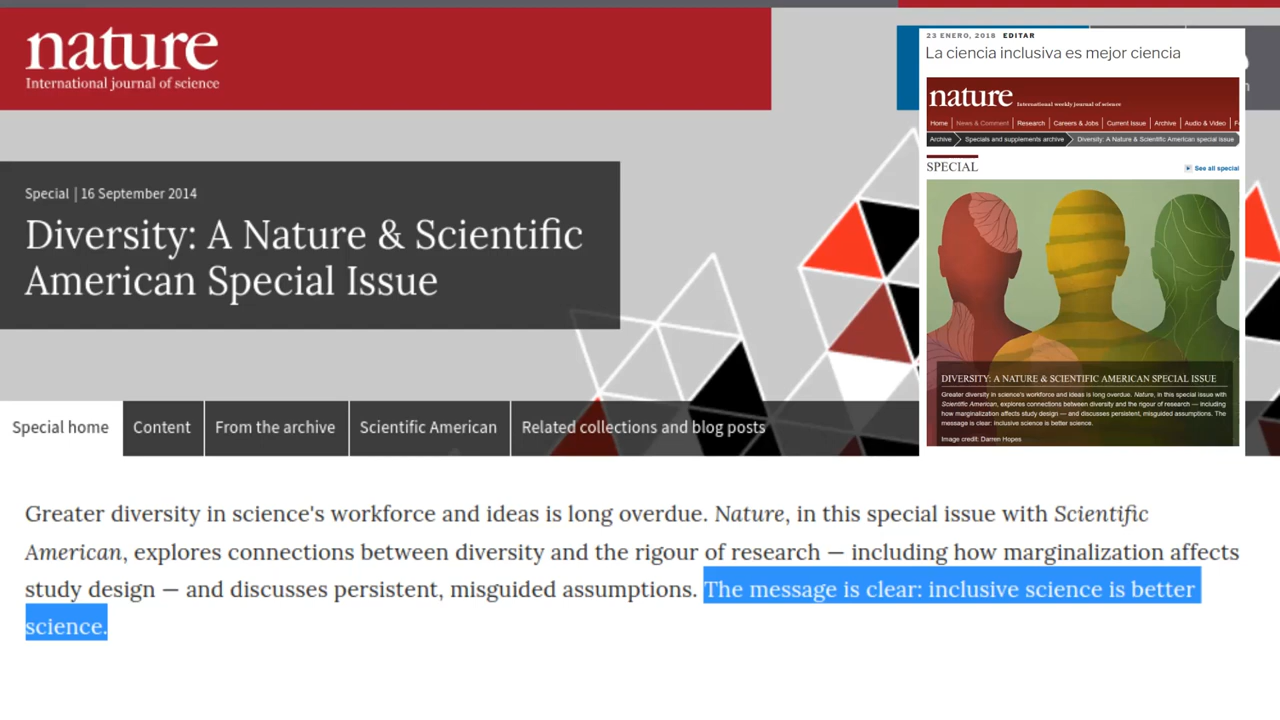 nature
International journal of science
Special | 16 September 2014
Diversity: A Nature & Scientific
American Special Issue
Special home
Content
From the archive
Scientific American
Related collections and blog posts
Greater diversity in science's workforce and ideas is long overdue. Nature, in this special issue with Scientific
American, explores connections between diversity and the rigour of research — including how marginalization affects
study design — and discusses persistent, misguided assumptions. The message is clear: inclusive science is better
science.
23 ENERO, 2018 EDITAR
La ciencia inclusiva es mejor ciencia
nature International weekly journal of science
Home News & Comment Research Careers & Jobs Current Issue Archive Audio & Video
Archive Specials and supplements archive Diversity: A Nature & Scientific American special issue
SPECIAL
See all special
DIVERSITY: A NATURE & SCIENTIFIC AMERICAN SPECIAL ISSUE
Greater diversity in science's workforce and ideas is long overdue. Nature, in this special issue with
Scientific American, explores connections between diversity and the rigour of research — including
how marginalization affects study design — and discusses persistent, misguided assumptions. The
message is clear: inclusive science is better science.
Image credit: Darren Hopes